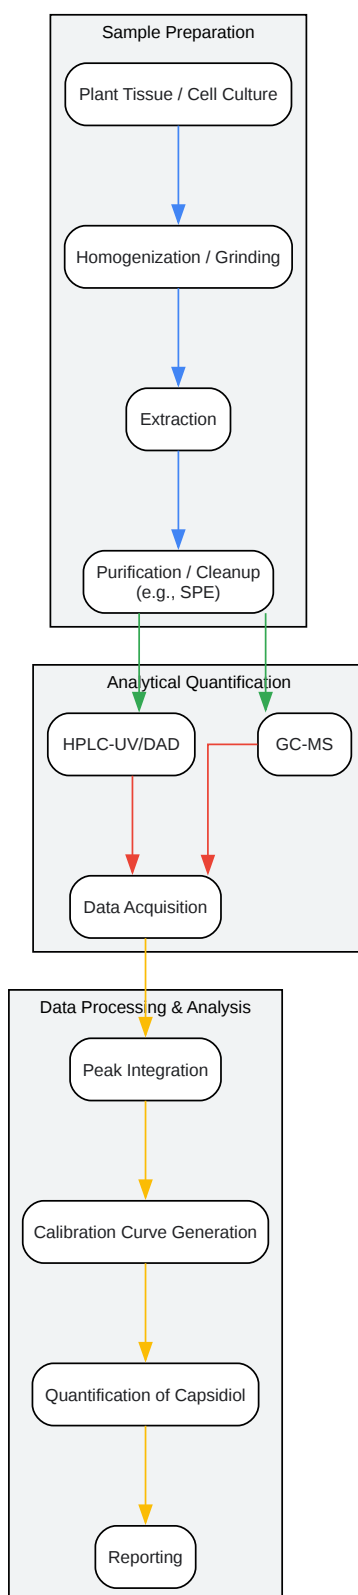 Sample Preparation
Plant Tissue / Cell Culture
Homogenization / Grinding
Extraction
Purification / Cleanup
(e.g., SPE)
Analytical Quantification
HPLC-UV/DAD
GC-MS
Data Acquisition
Data Processing & Analysis
Peak Integration
Calibration Curve Generation
Quantification of Capsidiol
Reporting